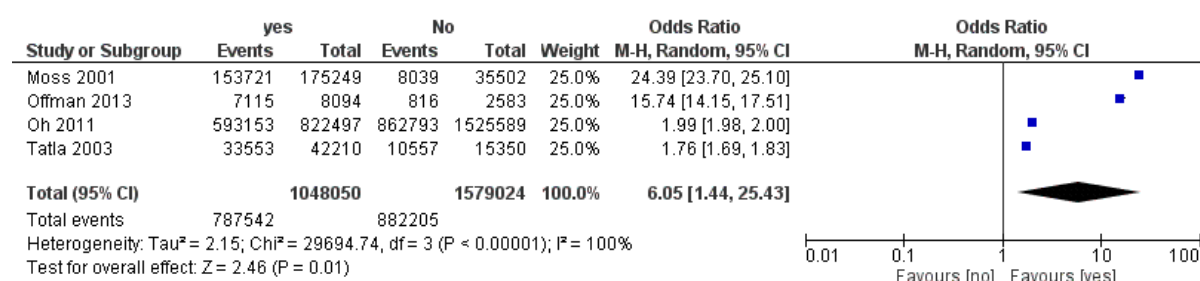 yes No Odds Ratio Odds Ratio
Study or Subgroup Events Total Events Total Weight M-H, Random, 95% CI M-H, Random, 95% CI
Moss 2001 153721 175249 8039 35502 25.0% 24.39 [23.70, 25.10]
Offman 2013 7115 8094 816 2583 25.0% 15.74 [14.15, 17.51]
Oh 2011 593153 822497 862793 1525589 25.0% 1.99 [1.98, 2.00]
Tatla 2003 33553 42210 10557 15350 25.0% 1.76 [1.69, 1.83]
Total (95% CI) 1048050 1579024 100.0% 6.05 [1.44, 25.43]
Total events 787542 882205
Heterogeneity: Tau² = 2.15; Chi² = 29694.74, df = 3 (P < 0.00001); I² = 100%
Test for overall effect: Z = 2.46 (P = 0.01)
0.01 0.1 1 10 100
Favours [no] Favours [yes]